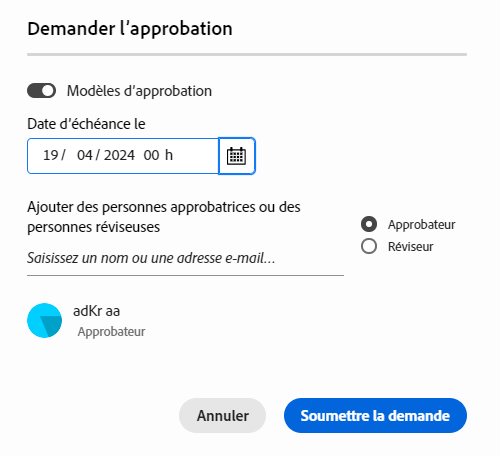 Demander l’approbation
Modèles d’approbation
Date d’échéance le
19/ 04/2024 00 h
Ajouter des personnes approbatrices ou des
personnes réviseuses
Saisissez un nom ou une adresse e-mail...
Approbateur
Réviseur
adKr aa
Approbateur
Annuler
Soumettre la demande